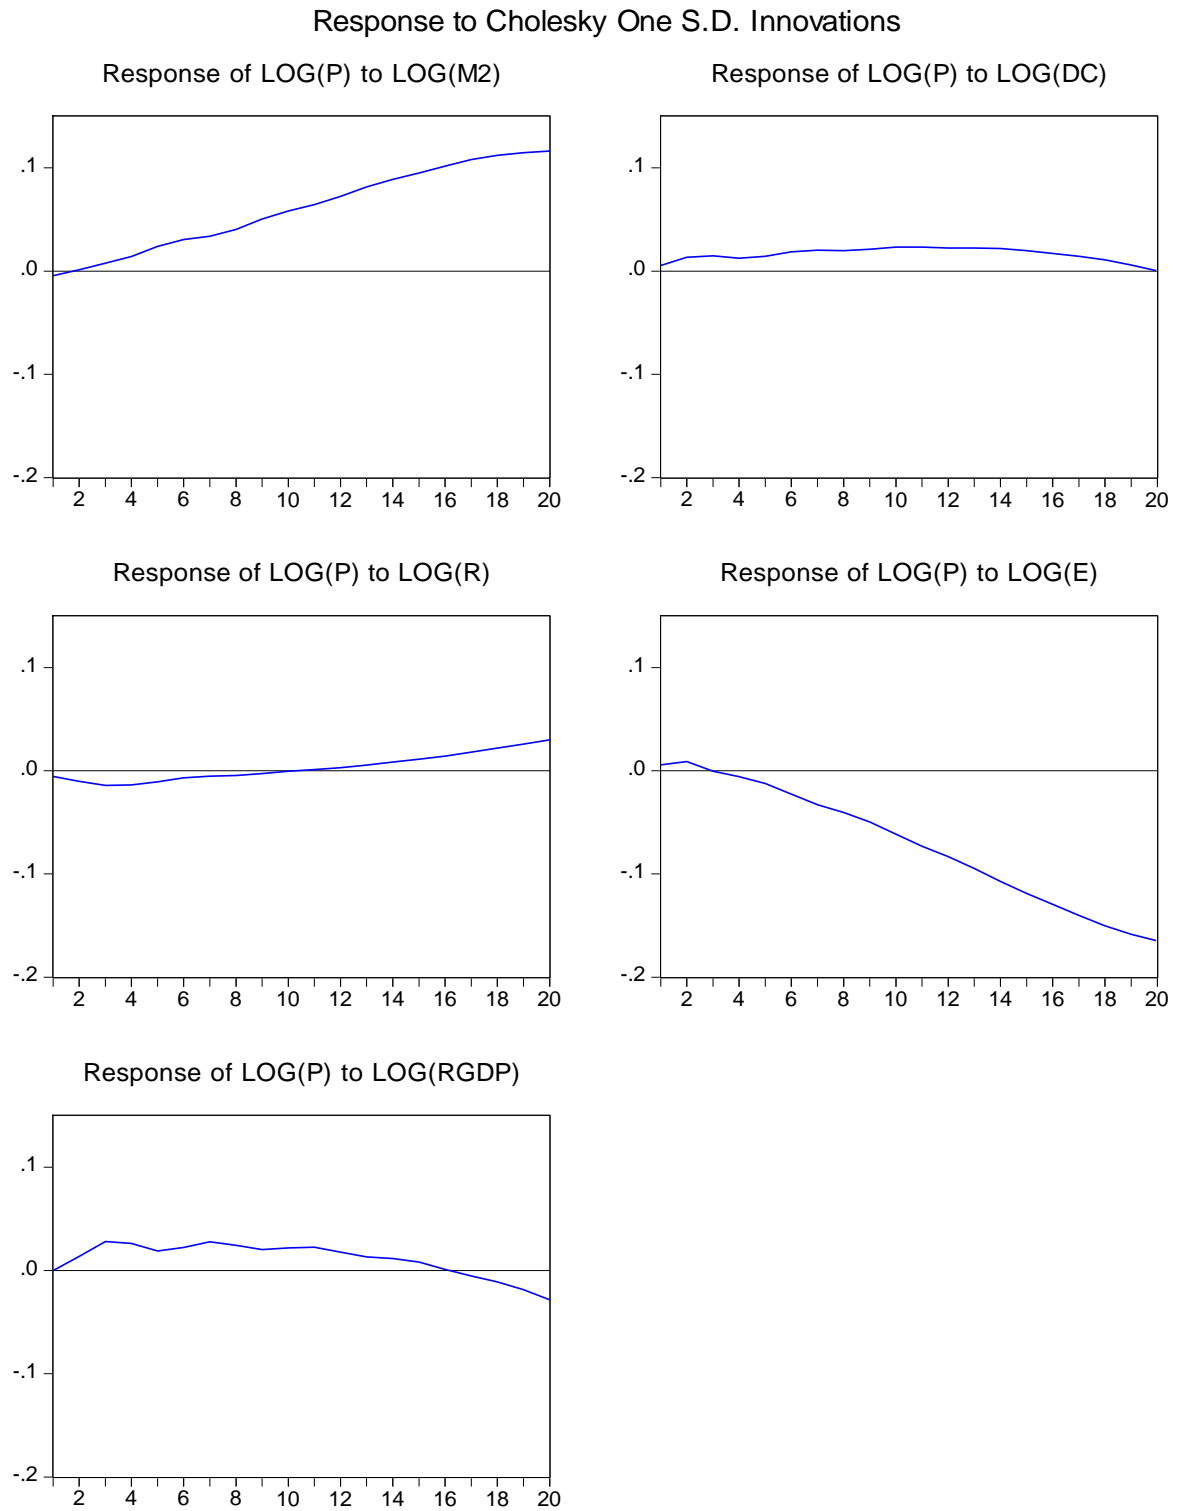 Response to Cholesky One S.D. Innovations
Response of LOG(P) to LOG(M2)
.1
.0
-.1
-.2
2 4 6 8 10 12 14 16 18 20
Response of LOG(P) to LOG(DC)
.1
.0
-.1
-.2
2 4 6 8 10 12 14 16 18 20
Response of LOG(P) to LOG(R)
.1
.0
-.1
-.2
2 4 6 8 10 12 14 16 18 20
Response of LOG(P) to LOG(E)
.1
.0
-.1
-.2
2 4 6 8 10 12 14 16 18 20
Response of LOG(P) to LOG(RGDP)
.1
.0
-.1
-.2
2 4 6 8 10 12 14 16 18 20